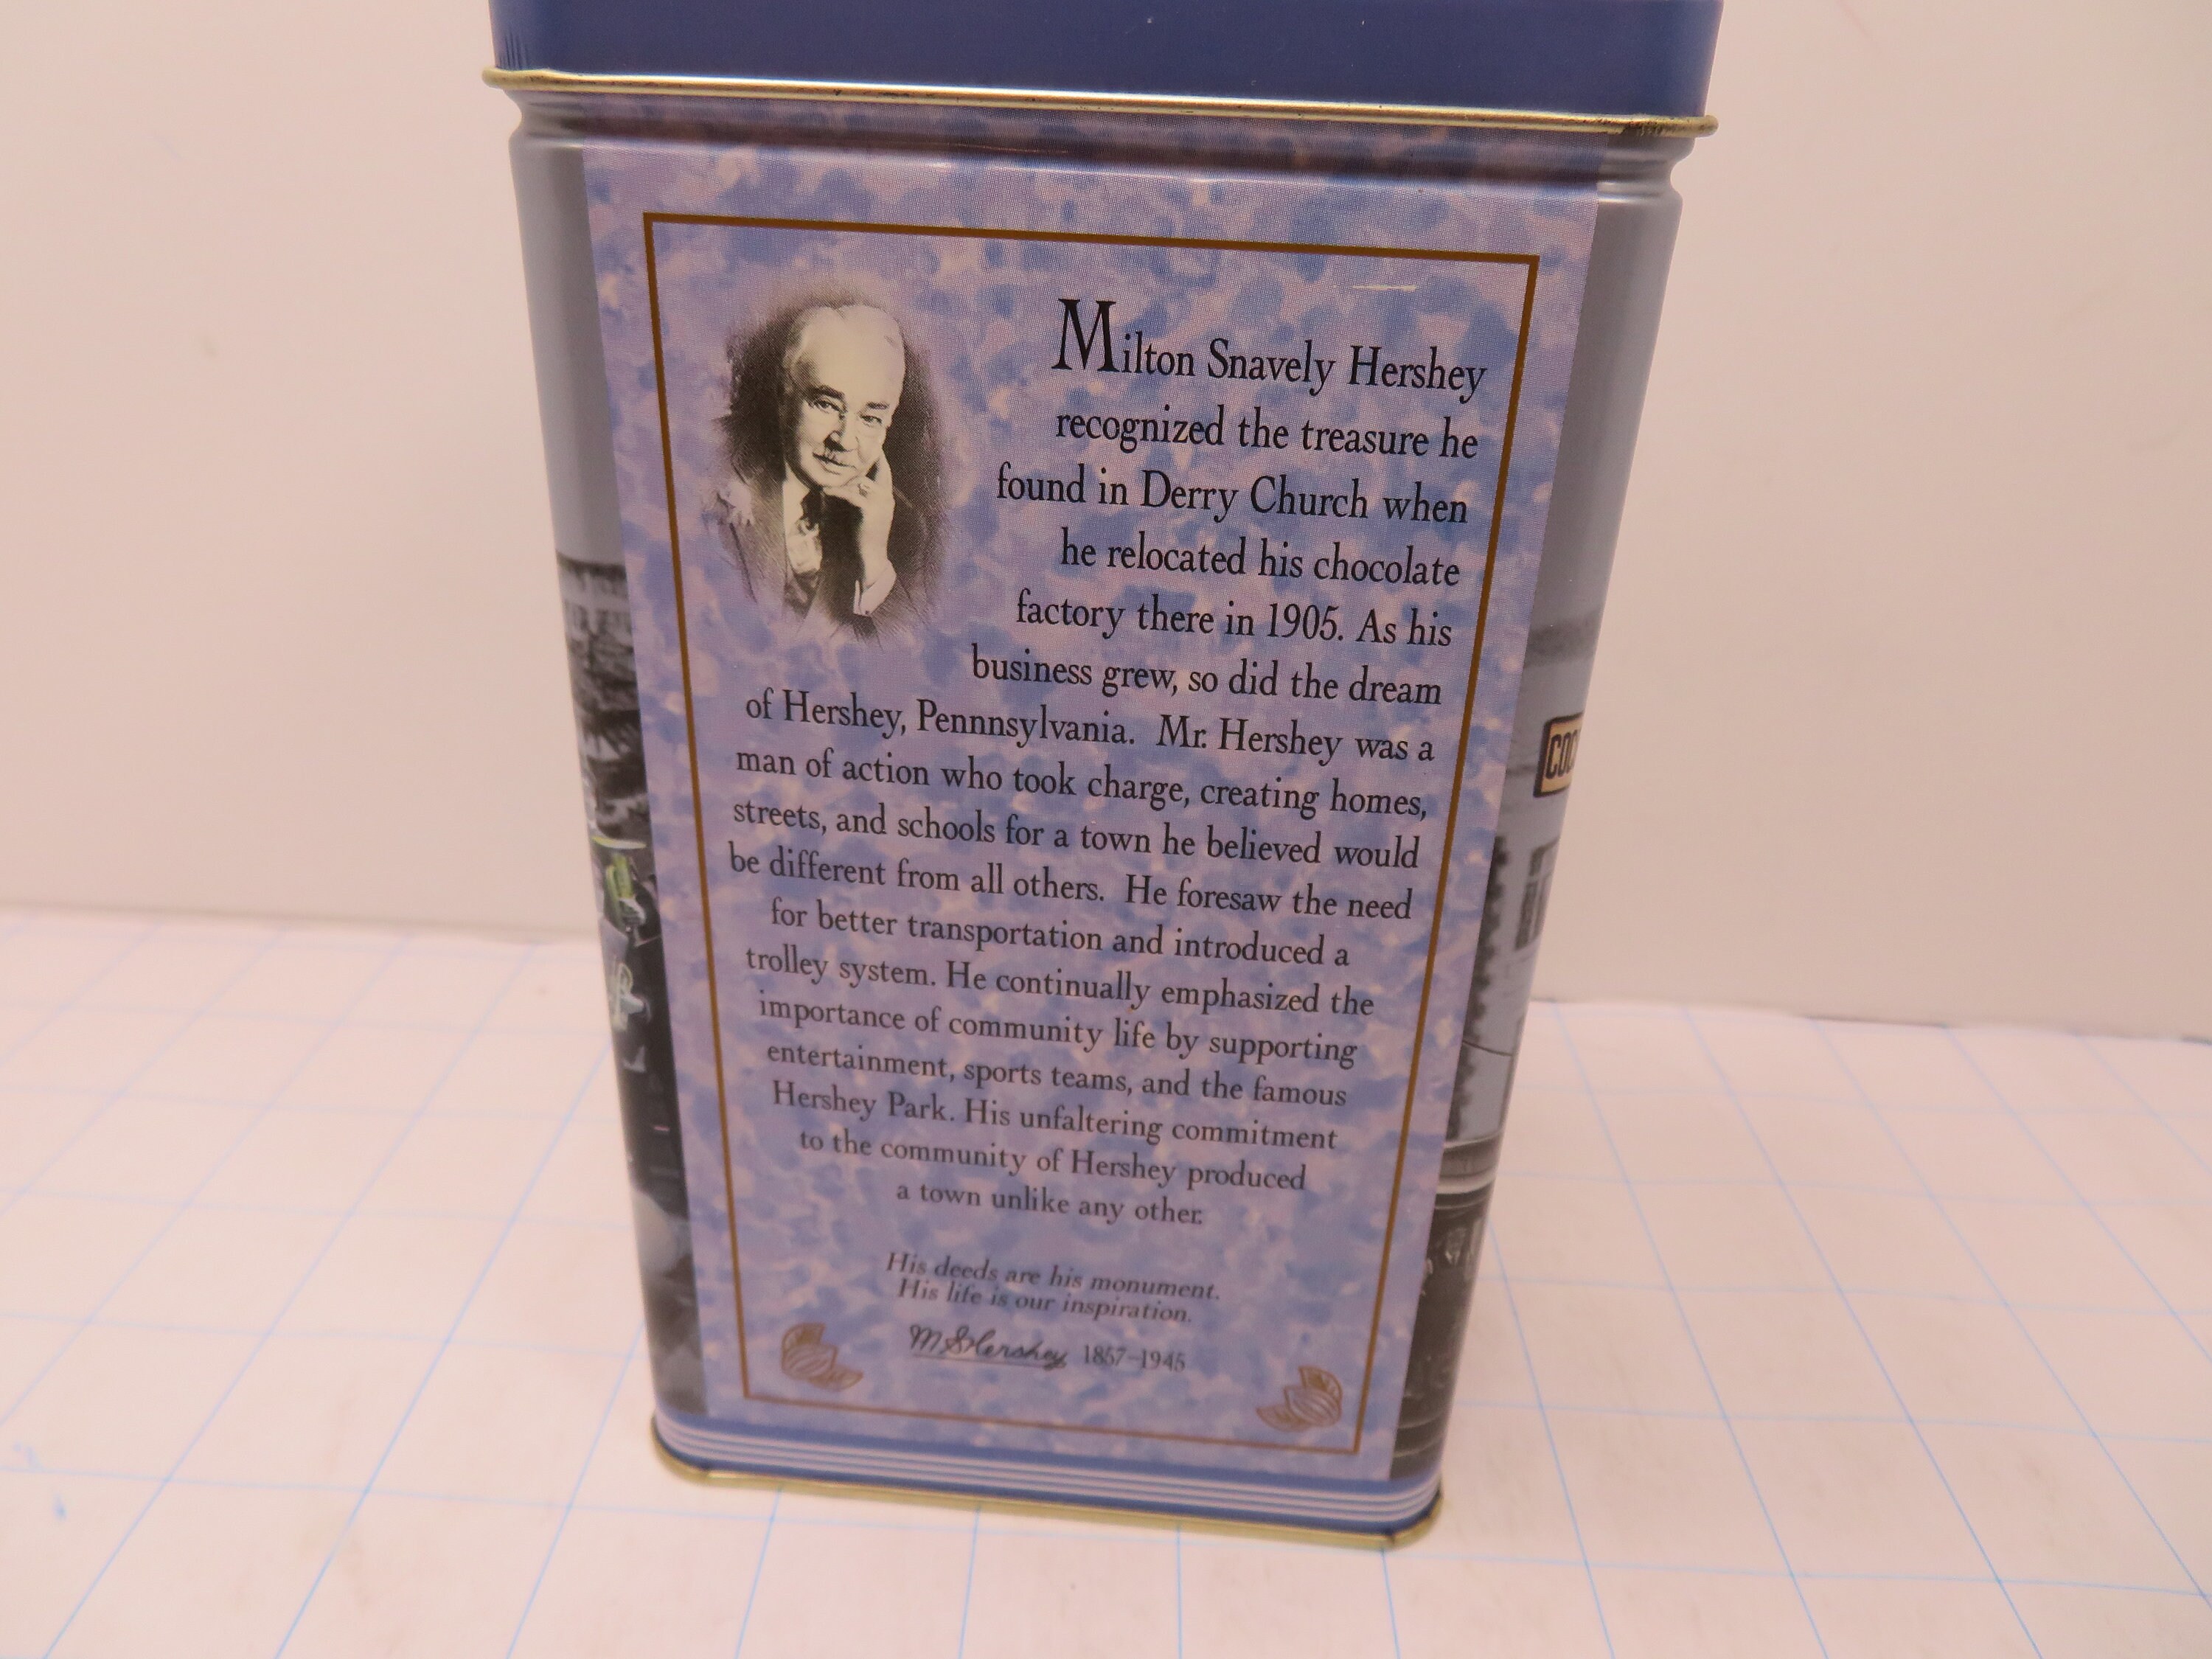 Milton Snavely Hershey
recognized the treasure he
found in Derry Church when
he relocated his chocolate
factory there in 1905. As his
business grew, so did the dream
of Hershey, Pennnsylvania. Mr. Hershey was a
man of action who took charge, creating homes,
streets, and schools for a town he believed would
be different from all others. He foresaw the need
for better transportation and introduced a
trolley system. He continually emphasized the
importance of community life by supporting
entertainment, sports teams, and the famous
Hershey Park. His unfaltering commitment
to the community of Hershey produced
a town unlike any other.
His deeds are his monument.
His life is our inspiration.
M S Hershey 1857–1945